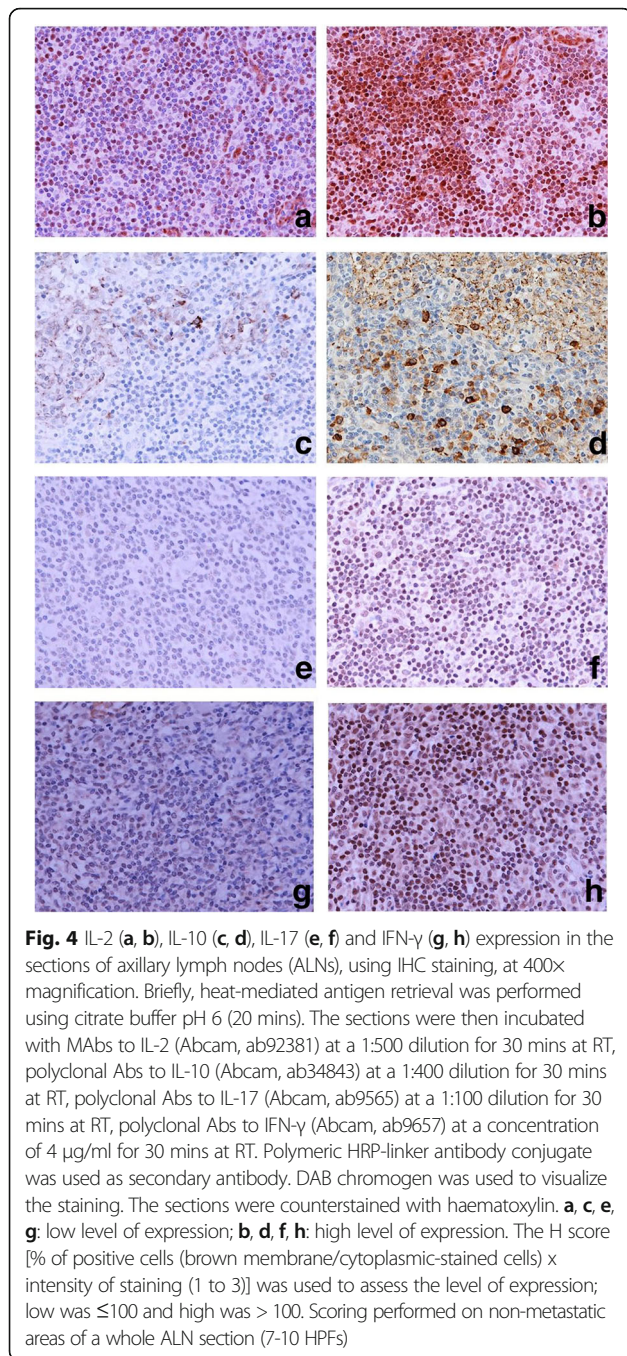 a
b
c
d
e
f
g
h
Fig. 4 IL-2 (a, b), IL-10 (c, d), IL-17 (e, f) and IFN-γ (g, h) expression in the
sections of axillary lymph nodes (ALNs), using IHC staining, at 400×
magnification. Briefly, heat-mediated antigen retrieval was performed
using citrate buffer pH 6 (20 mins). The sections were then incubated
with MAbs to IL-2 (Abcam, ab92381) at a 1:500 dilution for 30 mins at RT,
polyclonal Abs to IL-10 (Abcam, ab34843) at a 1:400 dilution for 30 mins
at RT, polyclonal Abs to IL-17 (Abcam, ab9565) at a 1:100 dilution for 30
mins at RT, polyclonal Abs to IFN-γ (Abcam, ab9657) at a concentration
of 4 μg/ml for 30 mins at RT. Polymeric HRP-linker antibody conjugate
was used as secondary antibody. DAB chromogen was used to visualize
the staining. The sections were counterstained with haematoxylin. a, c, e,
g: low level of expression; b, d, f, h: high level of expression. The H score
[% of positive cells (brown membrane/cytoplasmic-stained cells) x
intensity of staining (1 to 3)] was used to assess the level of expression;
low was ≤100 and high was > 100. Scoring performed on non-metastatic
areas of a whole ALN section (7-10 HPFs)